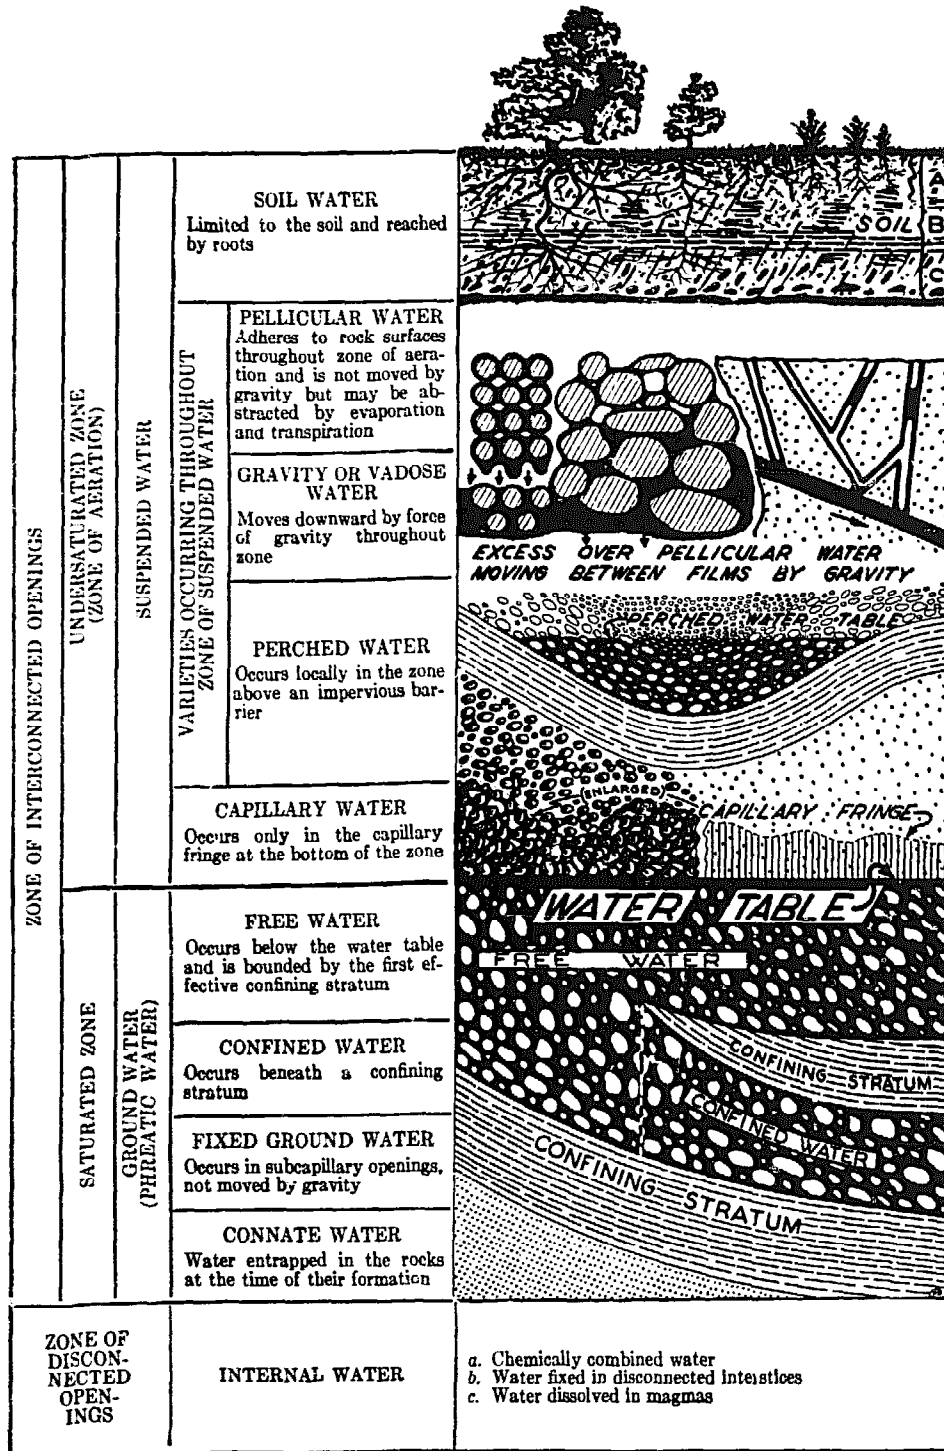 ZONE OF INTERCONNECTED OPENINGS
UNDERSATURATED ZONE
(ZONE OF AERATION)
SUSPENDED WATER
SOIL WATER
Limited to the soil and reached
by roots
VARIETIES OCCURRING THROUGHOUT
ZONE OF SUSPENDED WATER
PELLICULAR WATER
Adheres to rock surfaces
throughout zone of aera-
tion and is not moved by
gravity but may be ab-
stracted by evaporation
and transpiration
GRAVITY OR VADOSE
WATER
Moves downward by force
of gravity throughout
zone
PERCHED WATER
Occurs locally in the zone
above an impervious bar-
rier
CAPILLARY WATER
Occurs only in the capillary
fringe at the bottom of the zone
SATURATED ZONE
GROUND WATER
(PHREATIC WATER)
FREE WATER
Occurs below the water table
and is bounded by the first ef-
fective confining stratum
CONFINED WATER
Occurs beneath a confining
stratum
FIXED GROUND WATER
Occurs in subcapillary openings,
not moved by gravity
CONNATE WATER
Water entrapped in the rocks
at the time of their formation
ZONE OF
DISCON-
NECTED
OPEN-
INGS
INTERNAL WATER
a. Chemically combined water
b. Water fixed in disconnected interstices
c. Water dissolved in magmas
A
SOIL B
C
EXCESS OVER PELLICULAR WATER
MOVING BETWEEN FILMS BY GRAVITY
PERCHED WATER TABLE
(ENLARGED)
CAPILLARY FRINGE
WATER TABLE
FREE WATER
CONFINING STRATUM
CONFINED WATER
CONFINING STRATUM